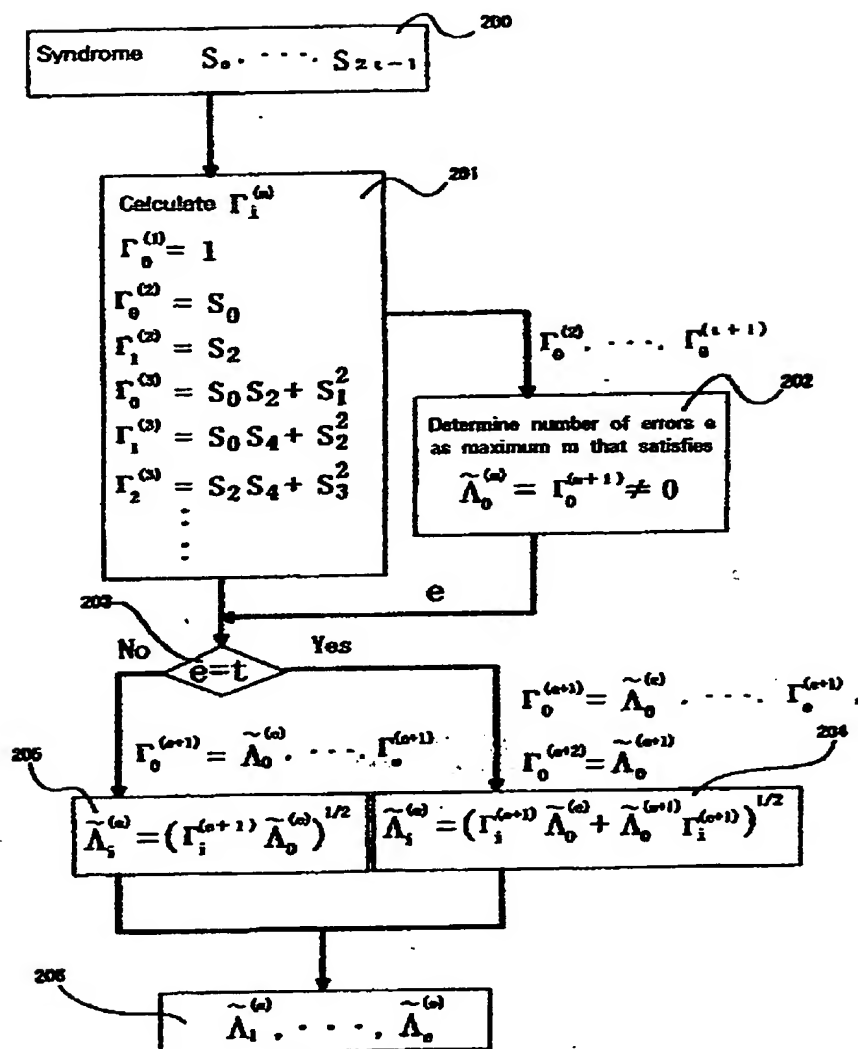 200
Syndrome S₀. · · · · S₂ₜ₋₁
201
Calculate Γᵢ⁽ᵐ⁾
Γ₀⁽¹⁾ = 1
Γ₀⁽²⁾ = S₀
Γ₁⁽²⁾ = S₂
Γ₀⁽³⁾ = S₀S₂ + S₁²
Γ₁⁽³⁾ = S₀S₄ + S₂²
Γ₂⁽³⁾ = S₂S₄ + S₃²
Γ₀⁽²⁾. · · · ·. Γ₀⁽ᵗ⁺¹⁾
202
Determine number of errors e
as maximum m that satisfies
Λ̃₀⁽ᵐ⁾ = Γ₀⁽ᵐ⁺¹⁾ ≠ 0
e
203
No
Yes
e=t
Γ₀⁽ᵉ⁺¹⁾ = Λ̃₀⁽ᵉ⁾. · · · ·. Γₑ⁽ᵉ⁺¹⁾
Γ₀⁽ᵉ⁺¹⁾ = Λ̃₀⁽ᵉ⁾. · · · · Γₑ⁽ᵉ⁺¹⁾.
Γ₀⁽ᵉ⁺²⁾ = Λ̃₀⁽ᵉ⁺¹⁾
204
205
Λ̃ᵢ⁽ᵉ⁾ = (Γᵢ⁽ᵉ⁺¹⁾ Λ̃₀⁽ᵉ⁾)^1/2
Λ̃ᵢ⁽ᵉ⁾ = (Γᵢ⁽ᵉ⁺¹⁾ Λ̃₀⁽ᵉ⁾ + Λ̃₀⁽ᵉ⁺¹⁾ Γᵢ⁽ᵉ⁺¹⁾)^1/2
206
Λ̃₁⁽ᵉ⁾, · · · ·, Λ̃ₑ⁽ᵉ⁾